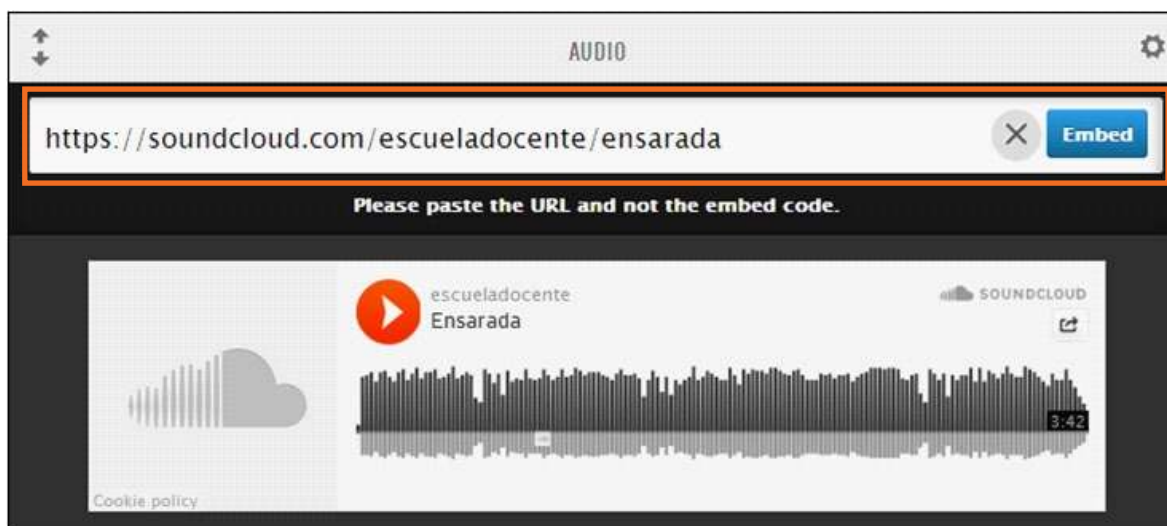 AUDIO
https://soundcloud.com/escueladocente/ensarada
Embed
Please paste the URL and not the embed code.
escueladocente
SOUNDCLOUD
Ensarada
3:42
Cookie policy